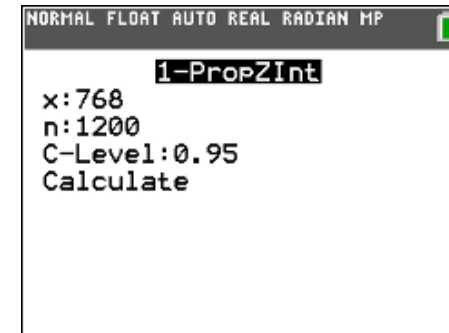 NORMAL FLOAT AUTO REAL RADIAN MP
1-PropZInt
x:768
n:1200
C-Level:0.95
Calculate